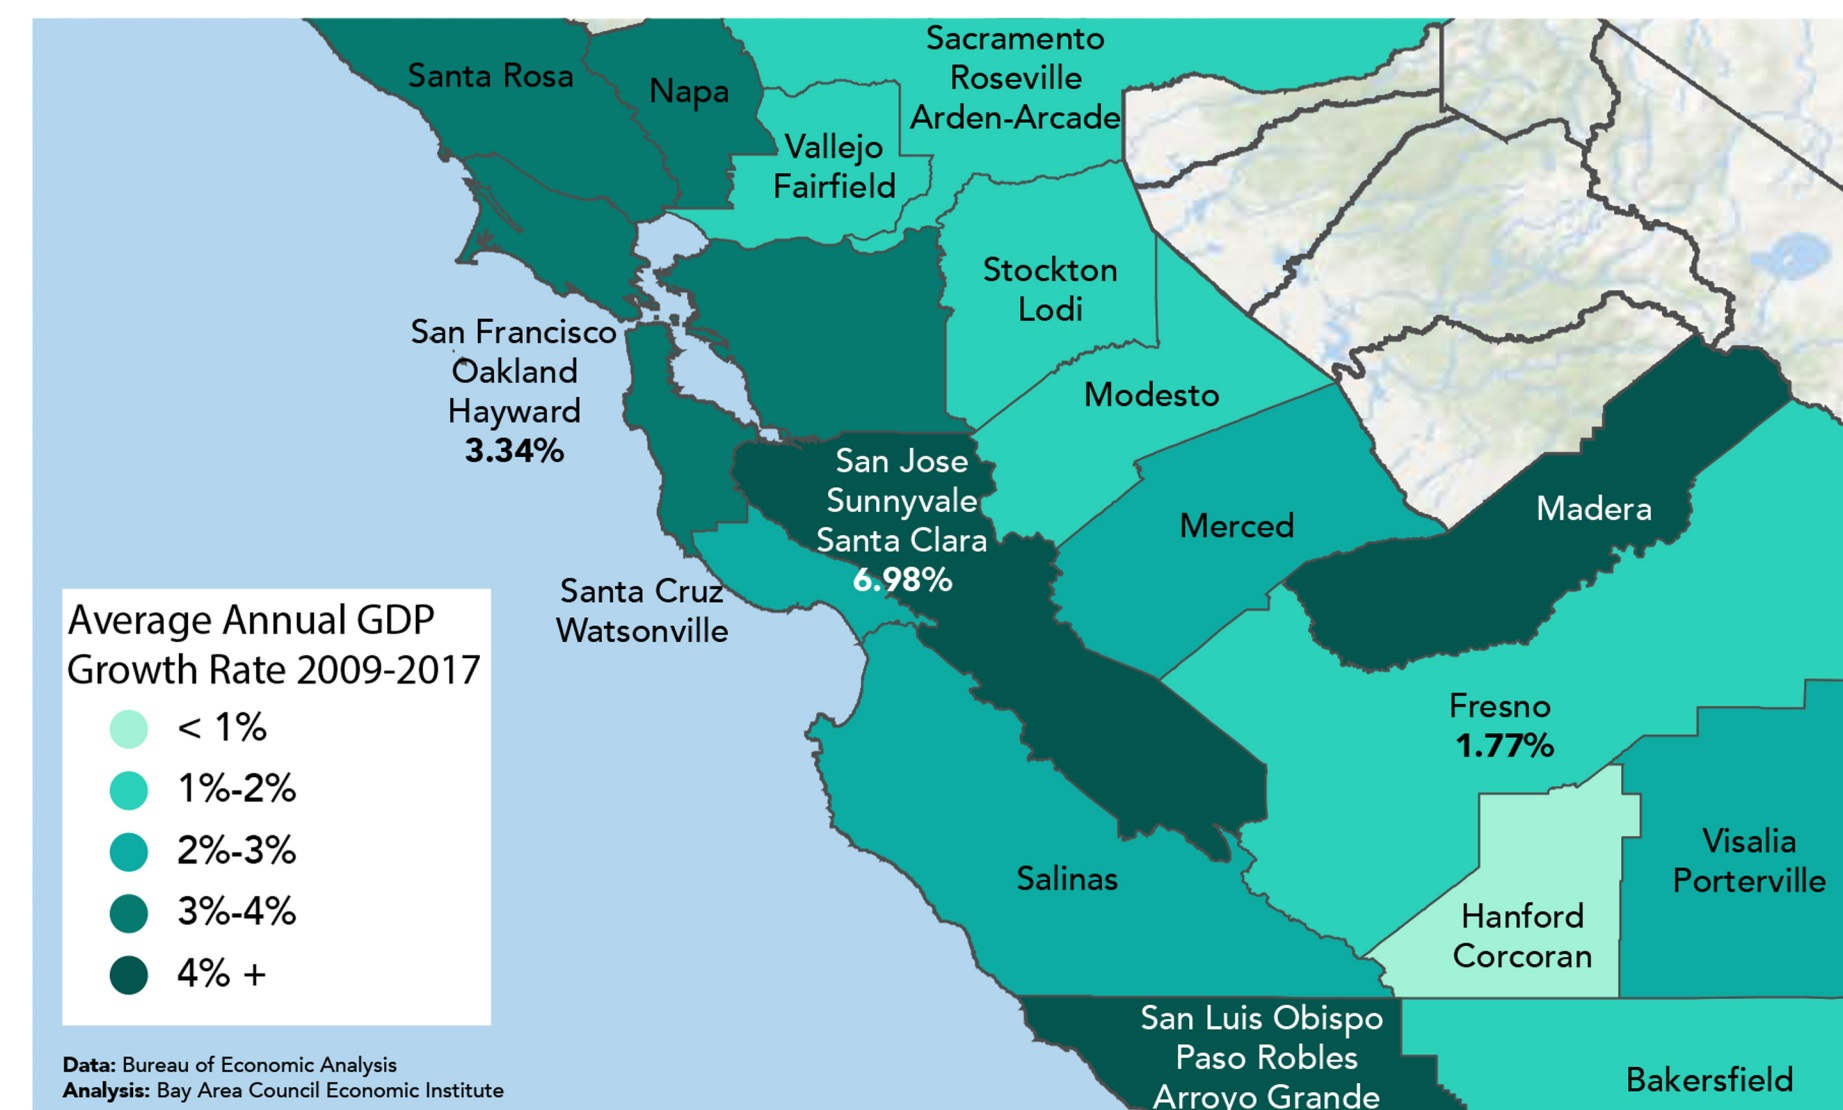 Sacramento
Roseville
Arden-Arcade
Santa Rosa
Napa
Vallejo
Fairfield
Stockton
Lodi
San Francisco
Oakland
Hayward
3.34%
Modesto
San Jose
Sunnyvale
Santa Clara
6.98%
Merced
Madera
Santa Cruz
Watsonville
Average Annual GDP
Growth Rate 2009-2017
< 1%
1%-2%
2%-3%
3%-4%
4% +
Fresno
1.77%
Visalia
Porterville
Salinas
Hanford
Corcoran
San Luis Obispo
Paso Robles
Arroyo Grande
Bakersfield
Data: Bureau of Economic Analysis
Analysis: Bay Area Council Economic Institute